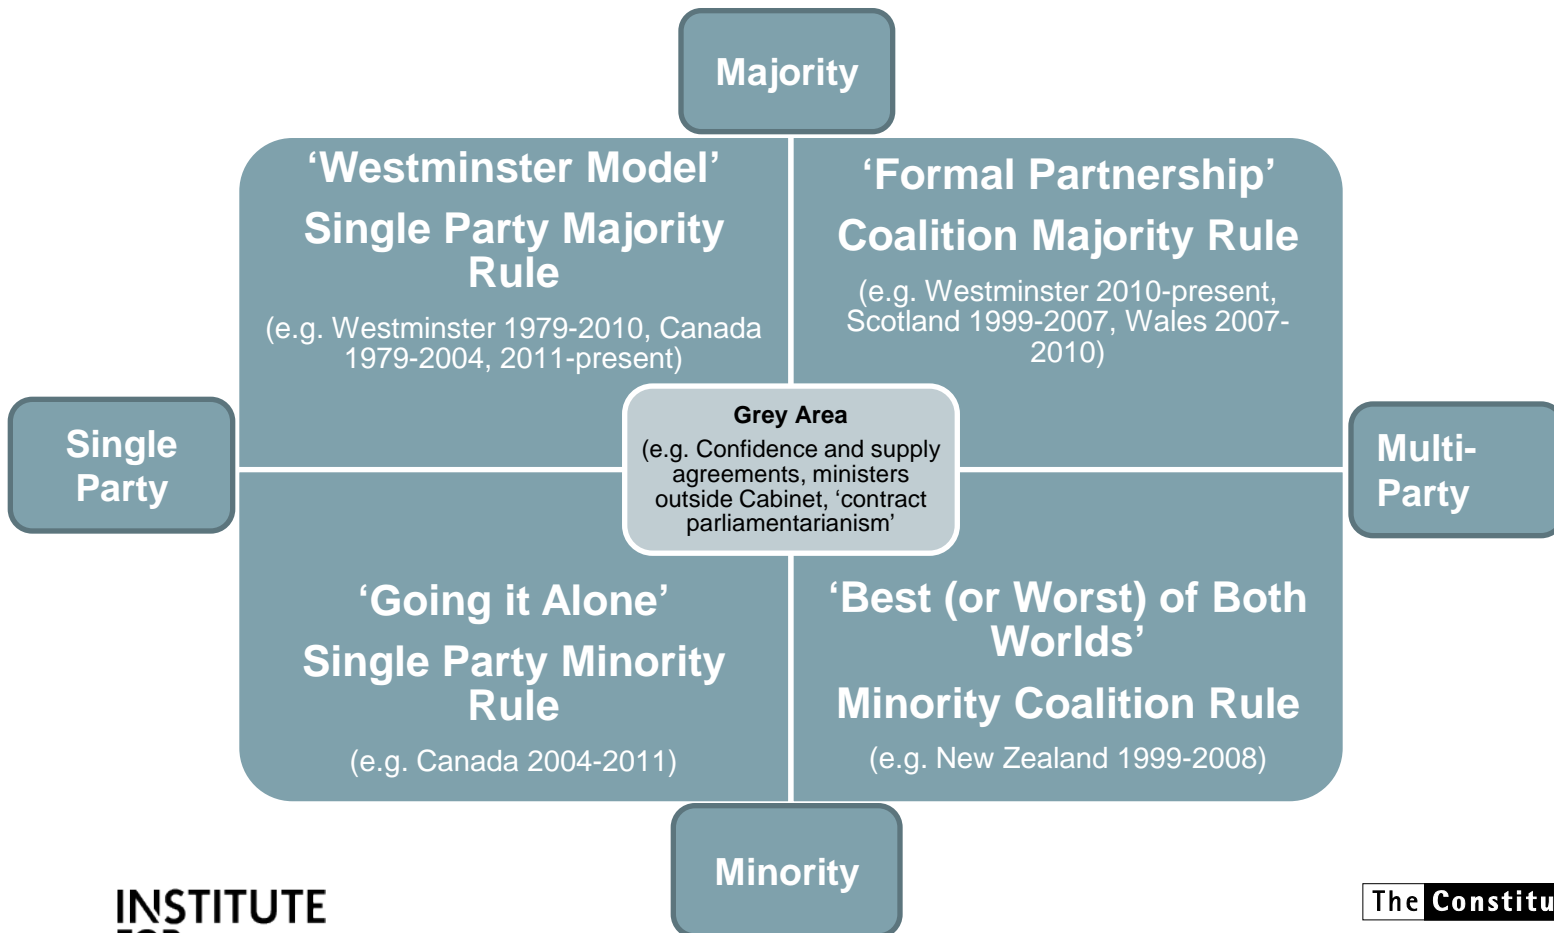 Majority
‘Westminster Model’
Single Party Majority
Rule
(e.g. Westminster 1979-2010, Canada
1979-2004, 2011-present)
‘Formal Partnership’
Coalition Majority Rule
(e.g. Westminster 2010-present,
Scotland 1999-2007, Wales 2007-
2010)
Single
Party
Grey Area
(e.g. Confidence and supply
agreements, ministers
outside Cabinet, ‘contract
parliamentarianism’
Multi-
Party
‘Going it Alone’
Single Party Minority
Rule
(e.g. Canada 2004-2011)
‘Best (or Worst) of Both
Worlds’
Minority Coalition Rule
(e.g. New Zealand 1999-2008)
Minority
INSTITUTE
FOR
The Constitu